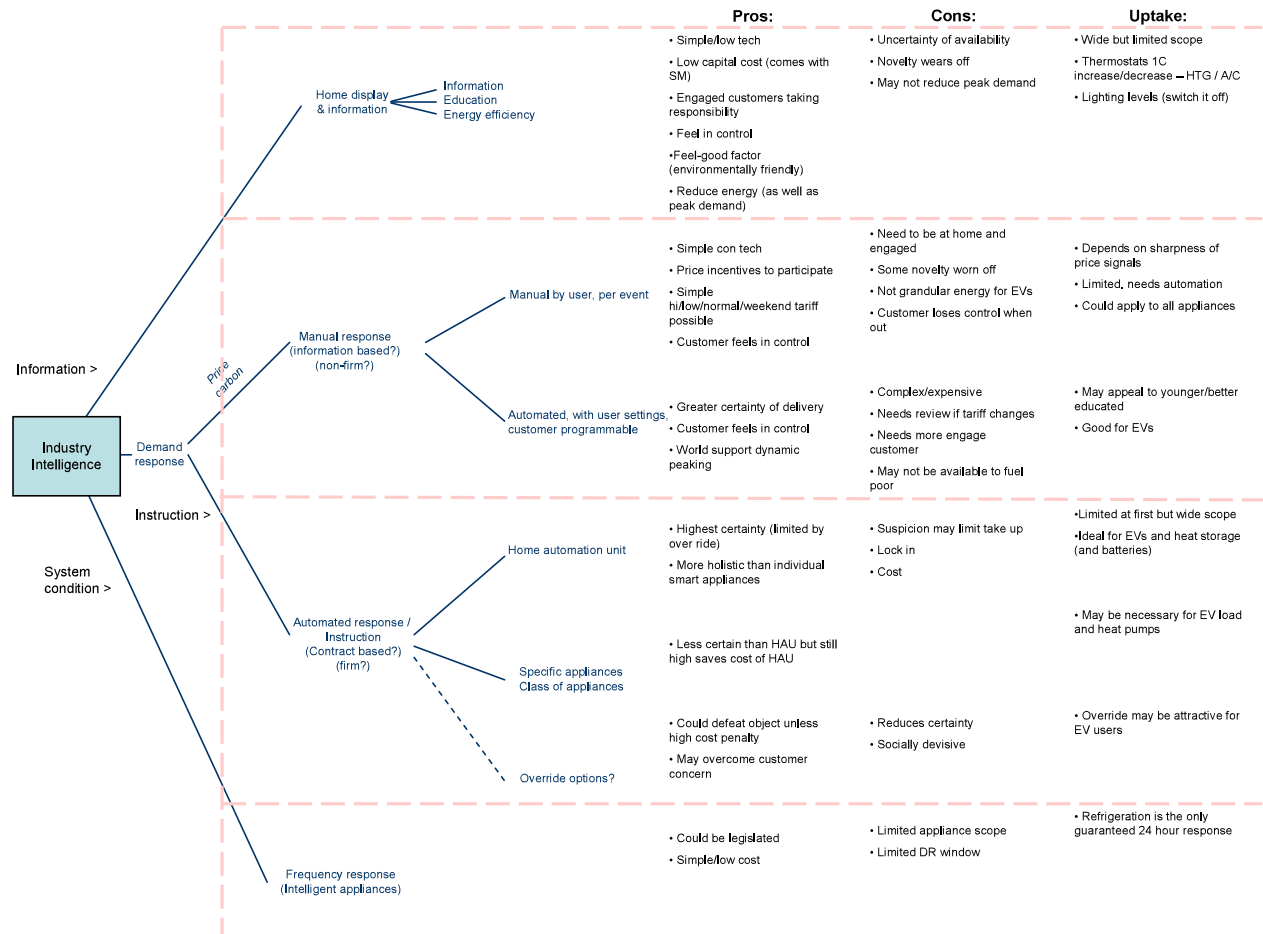 Pros:
Cons:
Uptake:
Home display
& information
Information
Education
Energy efficiency
• Simple/low tech
• Low capital cost (comes with
SM)
• Engaged customers taking
responsibility
• Feel in control
•Feel-good factor
(environmentally friendly)
• Reduce energy (as well as
peak demand)
• Uncertainty of availability
• Novelty wears off
• May not reduce peak demand
• Wide but limited scope
• Thermostats 1C
increase/decrease – HTG / A/C
• Lighting levels (switch it off)
Information >
Price
carbon
Manual response
(information based?)
(non-firm?)
Manual by user, per event
• Simple con tech
• Price incentives to participate
• Simple
hi/low/normal/weekend tariff
possible
• Customer feels in control
• Need to be at home and
engaged
• Some novelty worn off
• Not grandular energy for EVs
• Customer loses control when
out
• Depends on sharpness of
price signals
• Limited, needs automation
• Could apply to all appliances
Automated, with user settings,
customer programmable
• Greater certainty of delivery
• Customer feels in control
• World support dynamic
peaking
• Complex/expensive
• Needs review if tariff changes
• Needs more engage
customer
• May not be available to fuel
poor
• May appeal to younger/better
educated
• Good for EVs
Industry
Intelligence
Demand
response
Instruction >
System
condition >
Automated response /
Instruction
(Contract based?)
(firm?)
Home automation unit
• Highest certainty (limited by
over ride)
• More holistic than individual
smart appliances
• Suspicion may limit take up
• Lock in
• Cost
•Limited at first but wide scope
•Ideal for EVs and heat storage
(and batteries)
Specific appliances
Class of appliances
• Less certain than HAU but still
high saves cost of HAU
• May be necessary for EV load
and heat pumps
Override options?
• Could defeat object unless
high cost penalty
• May overcome customer
concern
• Reduces certainty
• Socially devisive
• Override may be attractive for
EV users
Frequency response
(Intelligent appliances)
• Could be legislated
• Simple/low cost
• Limited appliance scope
• Limited DR window
• Refrigeration is the only
guaranteed 24 hour response